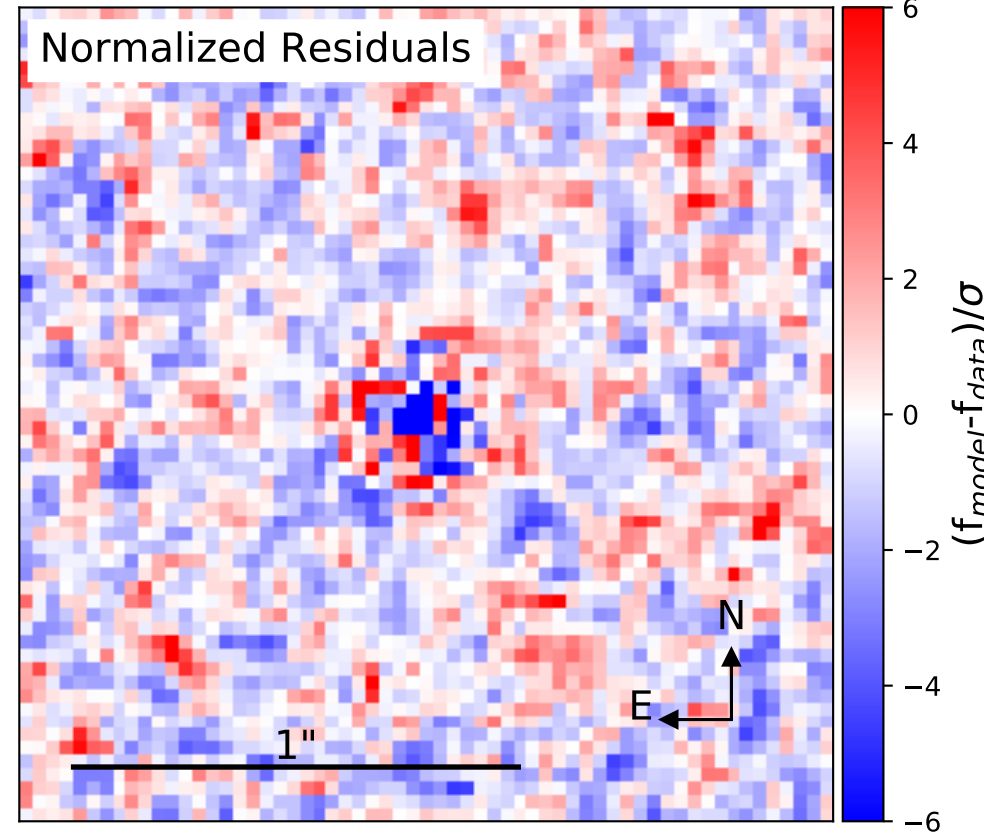 Normalized Residuals
6
4
2
0
−2
−4
−6
(f_model-f_data)/σ
N
E
1"